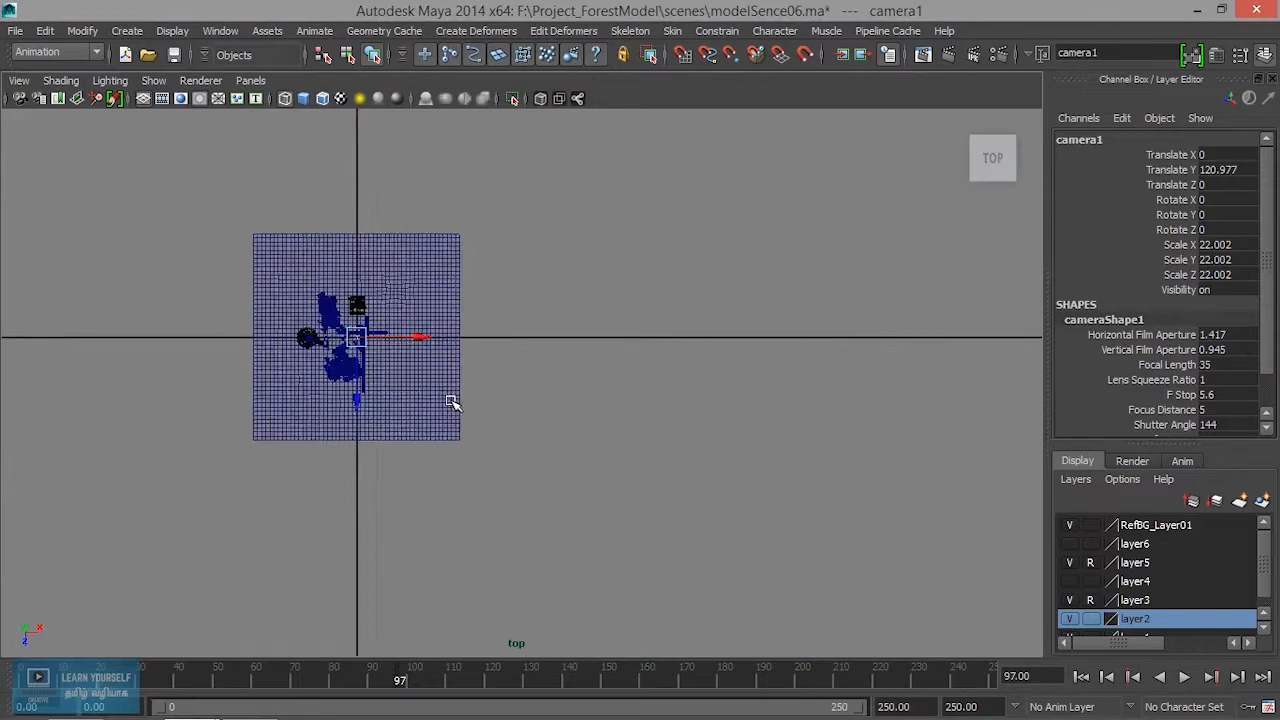 Autodesk Maya 2014 x64: F:\Project_ForestModel\scenes\modelSence06.ma* --- camera1
File Edit Modify Create Display Window Assets Animate Geometry Cache Create Deformers Edit Deformers Skeleton Skin Constrain Character Muscle Pipeline Cache Help
Animation Objects camera1
View Shading Lighting Show Renderer Panels
Channel Box / Layer Editor
Channels Edit Object Show
camera1
Translate X 0
Translate Y 120.977
Translate Z 0
Rotate X 0
Rotate Y 0
Rotate Z 0
Scale X 22.002
Scale Y 22.002
Scale Z 22.002
Visibility on
SHAPES
cameraShape1
Horizontal Film Aperture 1.417
Vertical Film Aperture 0.945
Focal Length 35
Lens Squeeze Ratio 1
F Stop 5.6
Focus Distance 5
Shutter Angle 144
TOP
Display Render Anim
Layers Options Help
V RefBG_Layer01
layer6
V R layer5
layer4
V R layer3
V layer2
top
0 10 20 30 40 50 60 70 80 90 100 110 120 130 140 150 160 170 180 190 200 210 220 230 240 25
97
97.00
LEARN YOURSELF
தமிழ் வழியாக
CREATIVE
0.00 0.00 0 250 250.00 250.00 No Anim Layer No Character Set